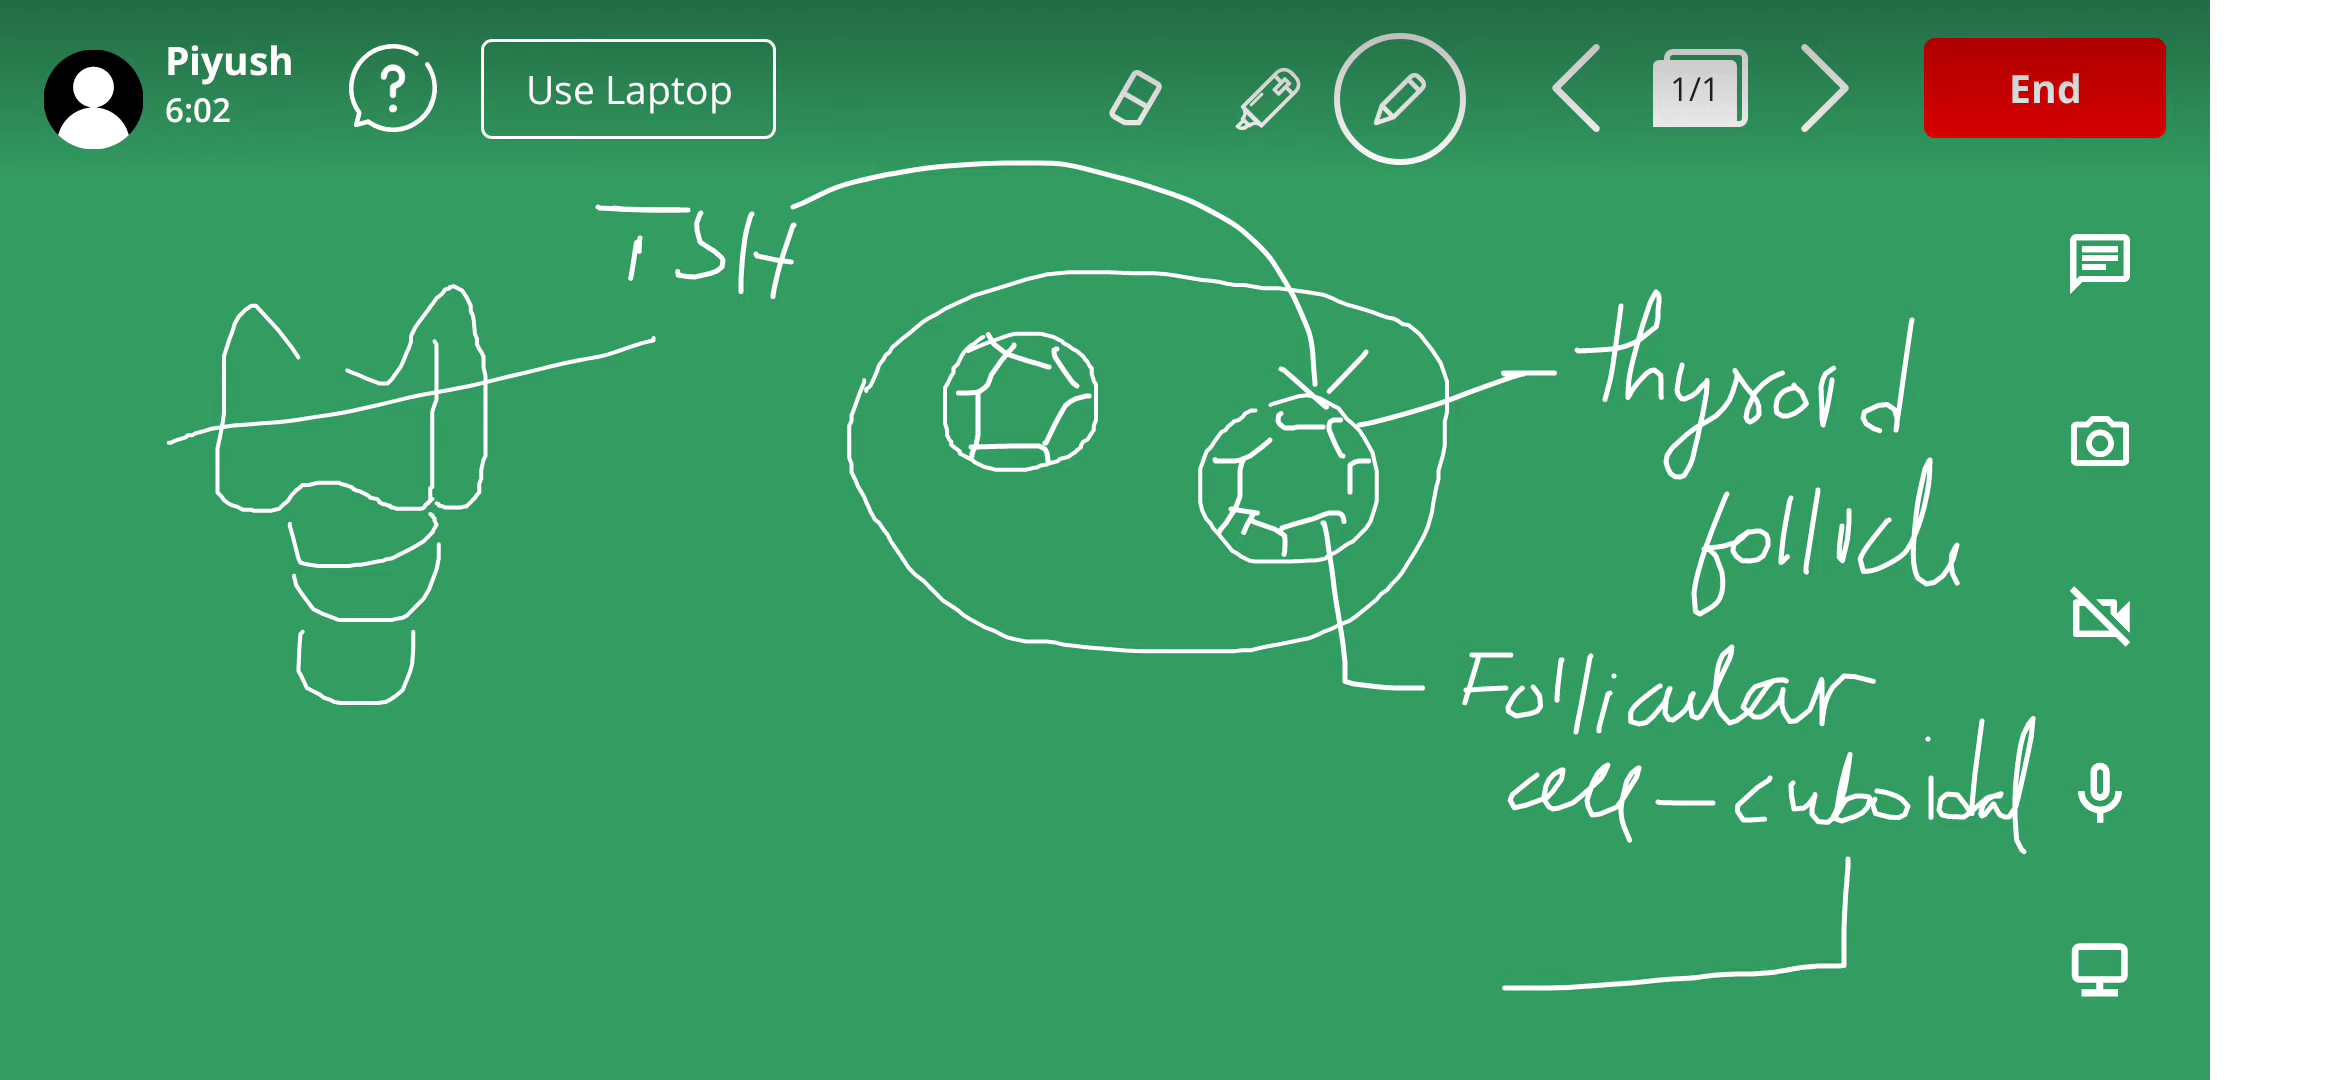 Piyush
6:02
?
Use Laptop
1/1
End
TSH
thyroid
follicle
Follicular
cell - cuboidal